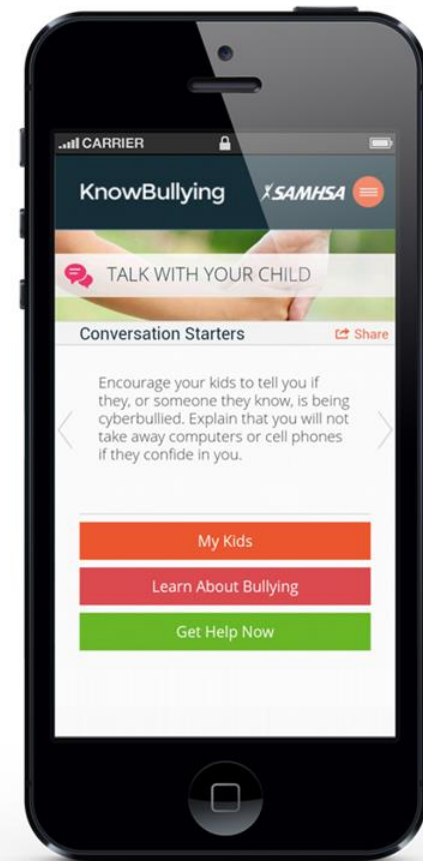 CARRIER
KnowBullying SAMHSA
TALK WITH YOUR CHILD
Conversation Starters Share
Encourage your kids to tell you if
they, or someone they know, is being
cyberbullied. Explain that you will not
take away computers or cell phones
if they confide in you.
My Kids
Learn About Bullying
Get Help Now